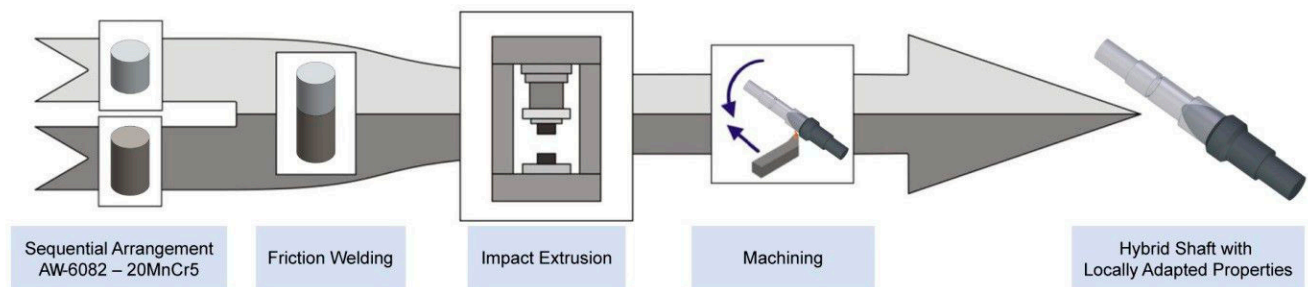 Sequential Arrangement
AW-6082 – 20MnCr5
Friction Welding
Impact Extrusion
Machining
Hybrid Shaft with
Locally Adapted Properties